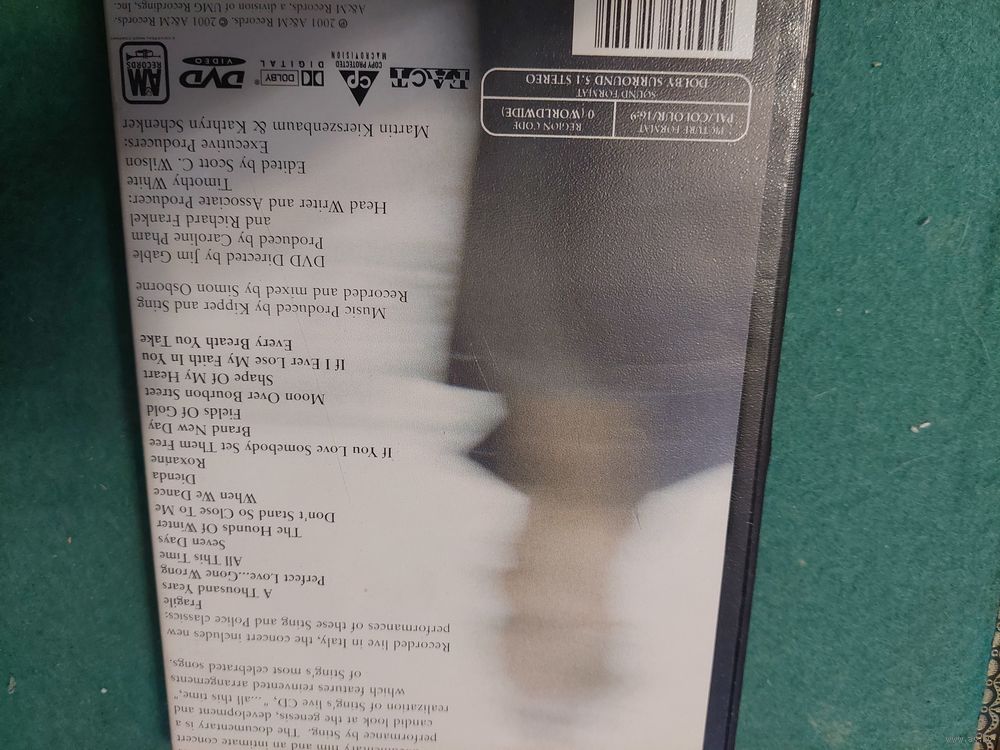 mentary film and an intimate concert
performance by Sting. The documentary is a
candid look at the genesis, development and
realization of Sting's live CD, "...all this time,"
which features reinvented arrangements
of Sting's most celebrated songs.
Recorded live in Italy, the concert includes new
performances of these Sting and Police classics:
Fragile
A Thousand Years
Perfect Love...Gone Wrong
All This Time
Seven Days
The Hounds Of Winter
Don't Stand So Close To Me
When We Dance
Dienda
Roxanne
If You Love Somebody Set Them Free
Brand New Day
Fields Of Gold
Moon Over Bourbon Street
Shape Of My Heart
If I Ever Lose My Faith In You
Every Breath You Take
Music Produced by Kipper and Sting
Recorded and mixed by Simon Osborne
DVD Directed by Jim Gable
Produced by Caroline Pham
and Richard Frankel
Head Writer and Associate Producer:
Timothy White
Edited by Scott C. Wilson
Executive Producers:
Martin Kierszenbaum & Kathryn Schenker
PICTURE FORMAT
PAL/COLOUR/16:9
REGION CODE
0 (WORLDWIDE)
SOUND FORMAT
DOLBY SURROUND 5.1 STEREO
FACT
COPY PROTECTED
MACROVISION
DOLBY
DIGITAL
DVD
VIDEO
AM
RECORDS
℗ 2001 A&M Records. © 2001 A&M Records.
A&M Records, a division of UMG Recordings, Inc.